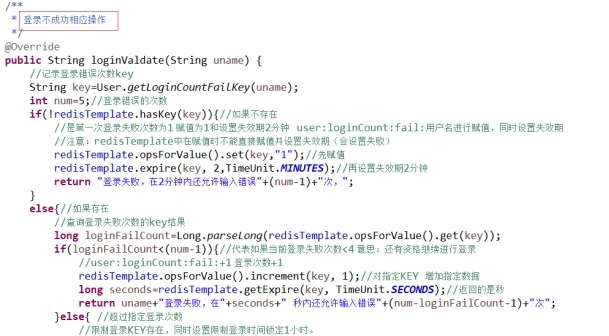 /**
* 登录不成功相应操作
*/
@Override
public String loginValdate(String uname) {
//记录登录错误次数key
String key=User.getLoginCountFailKey(uname);
int num=5;//登录错误的次数
if(!redisTemplate.hasKey(key)){//如果不存在
//是第一次登录失败次数为1 赋值为1和设置失效期2分钟 user:loginCount:fail:用户名进行赋值，同时设置失效期
//注意：redisTemplate中在赋值时不能直接赋值并设置失效期（会设置失败）
redisTemplate.opsForValue().set(key,"1");//先赋值
redisTemplate.expire(key, 2,TimeUnit.MINUTES);//再设置失效期2分钟
return "登录失败，在2分钟内还允许输入错误"+(num-1)+"次，";
}
else{//如果存在
//查询登录失败次数的key结果
long loginFailCount=Long.parseLong(redisTemplate.opsForValue().get(key));
if(loginFailCount<(num-1)){//代表如果当前登录失败次数<4 意思：还有资格继续进行登录
//user:loginCount:fail:+1 登录次数+1
redisTemplate.opsForValue().increment(key, 1);//对指定KEY 增加指定数据
long seconds=redisTemplate.getExpire(key, TimeUnit.SECONDS);//返回的是秒
return uname+"登录失败，在"+seconds+" 秒内还允许输入错误"+(num-loginFailCount-1)+"次";
}else{ //超过指定登录次数
//限制登录KEY存在，同时设置限制登录时间锁定1小时。